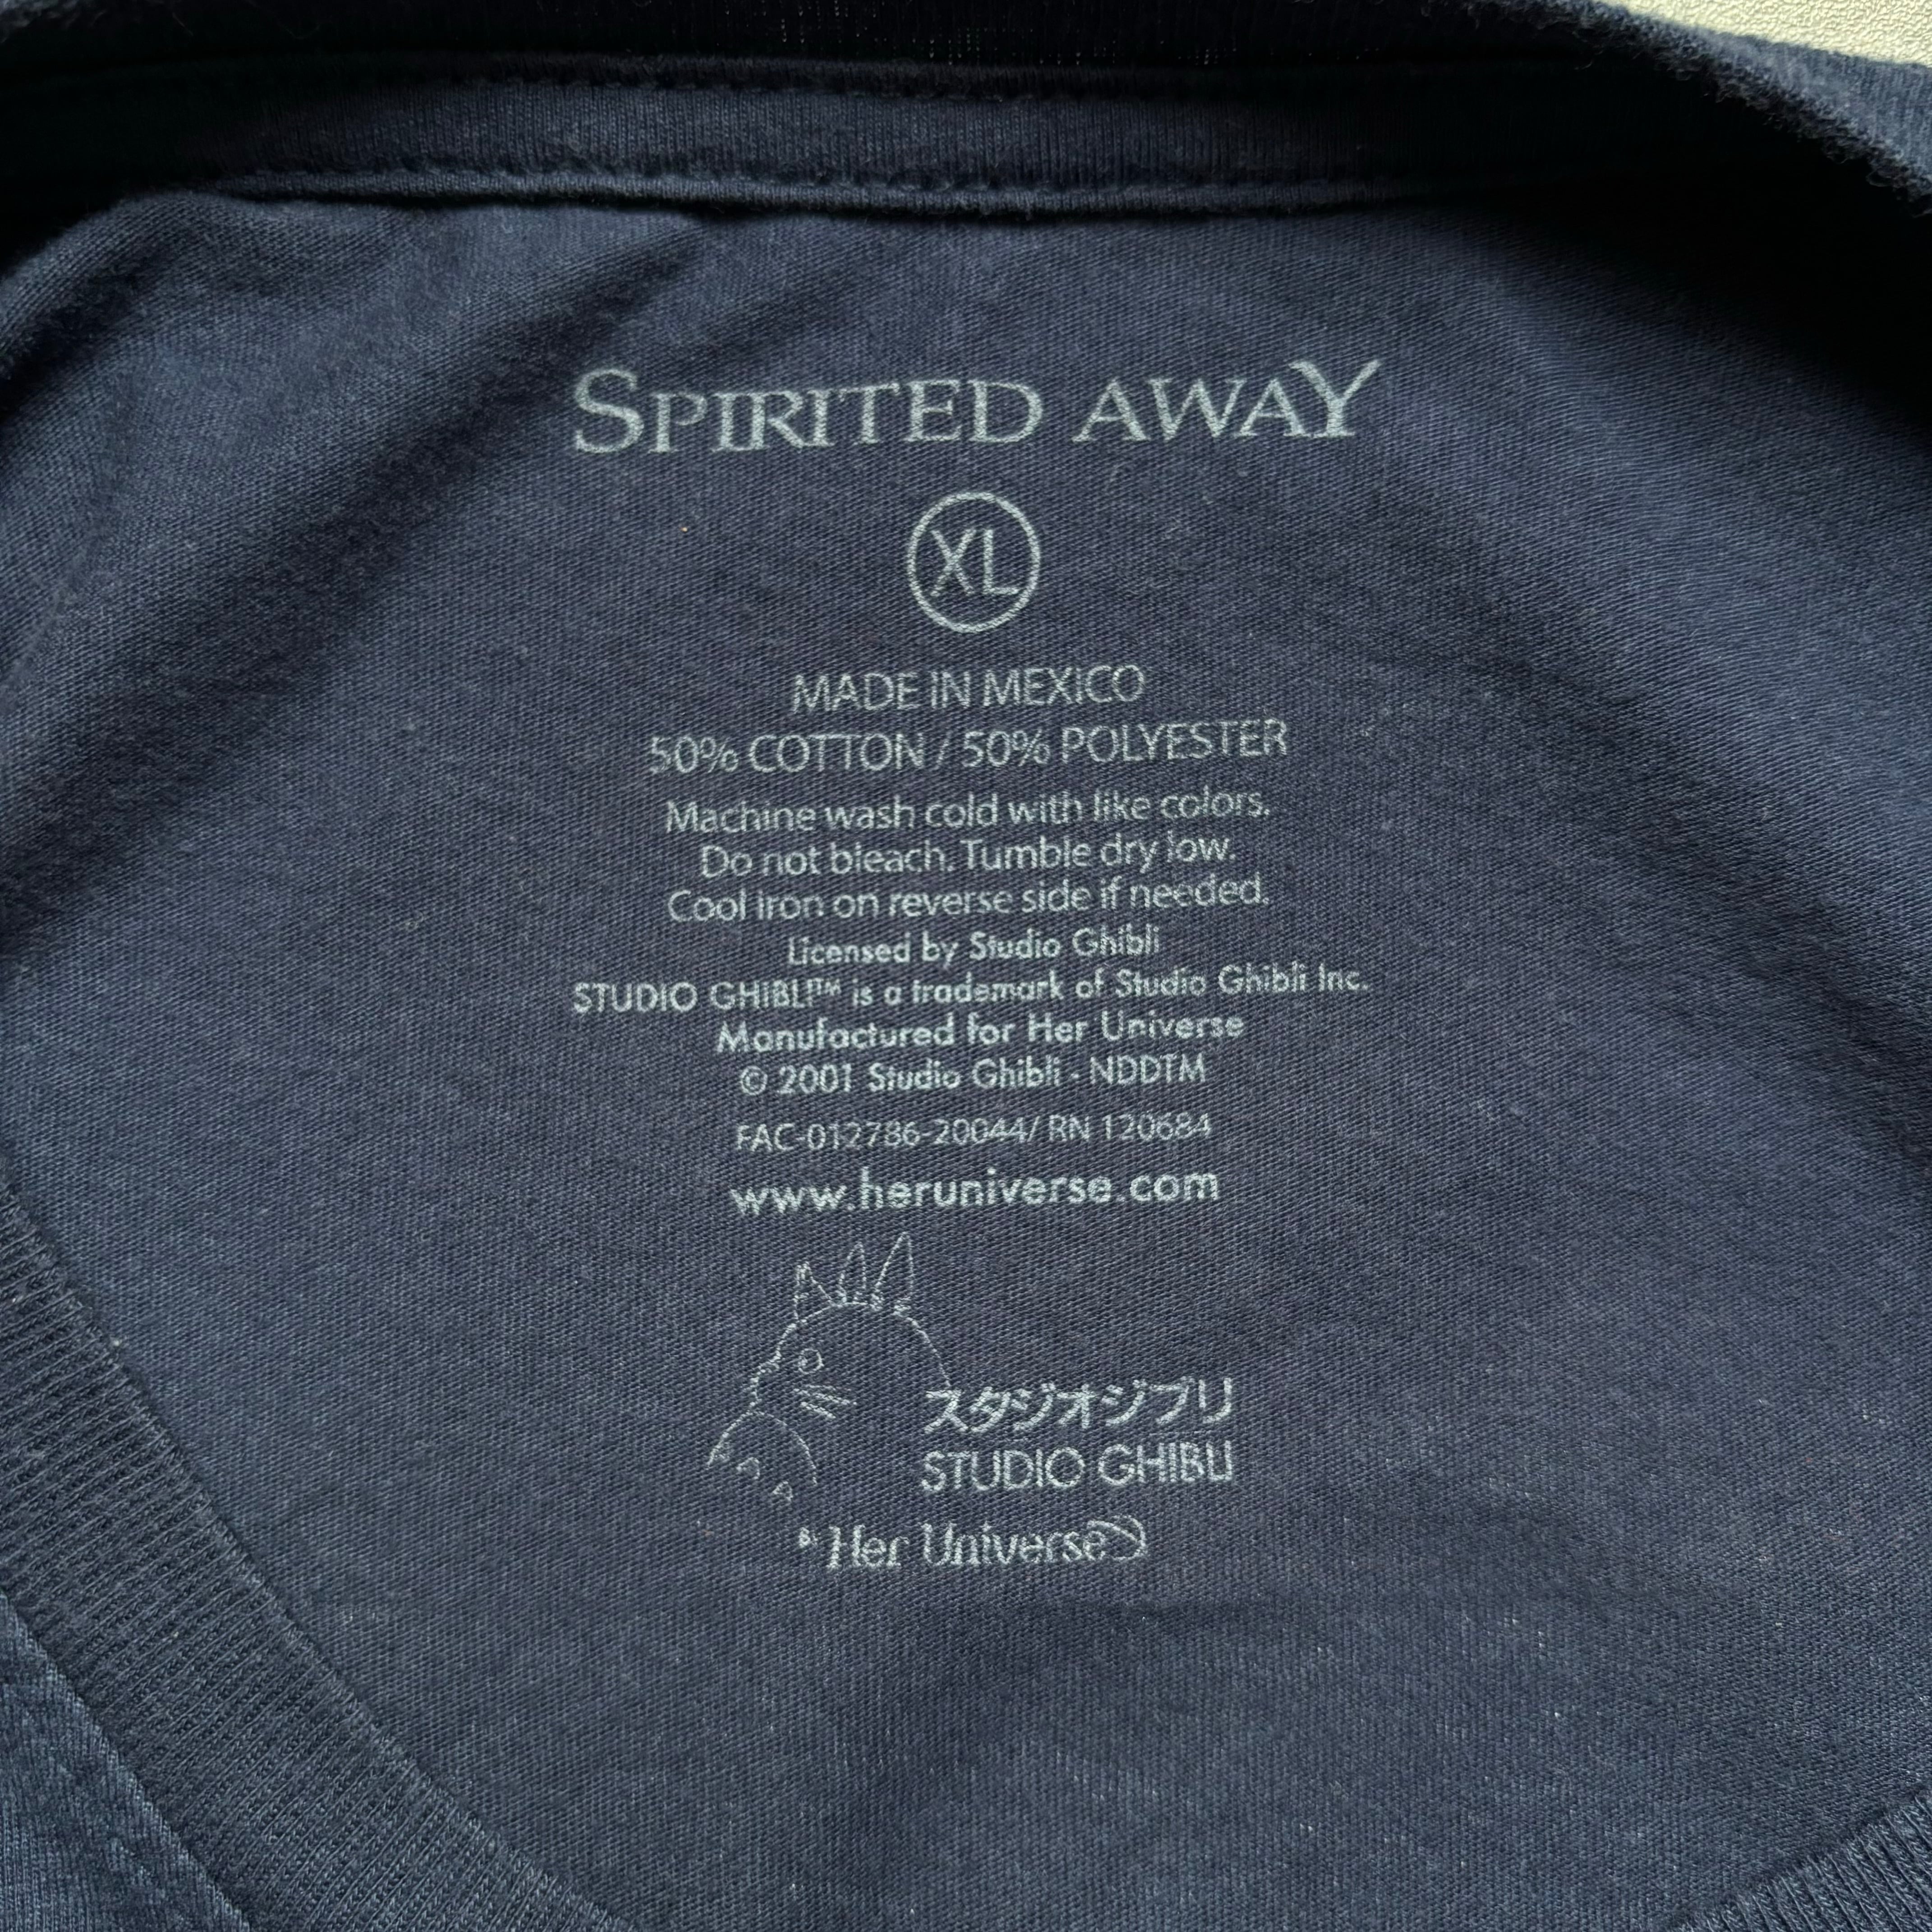 SPIRITED AWAY
XL
MADE IN MEXICO
50% COTTON / 50% POLYESTER
Machine wash cold with like colors.
Do not bleach. Tumble dry low.
Cool iron on reverse side if needed.
Licensed by Studio Ghibli
STUDIO GHIBLI™ is a trademark of Studio Ghibli Inc.
Manufactured for Her Universe
© 2001 Studio Ghibli - NDDTM
FAC-012786-20044/ RN 120684
www.heruniverse.com
スタジオジブリ
STUDIO GHIBLI
By Her Universe